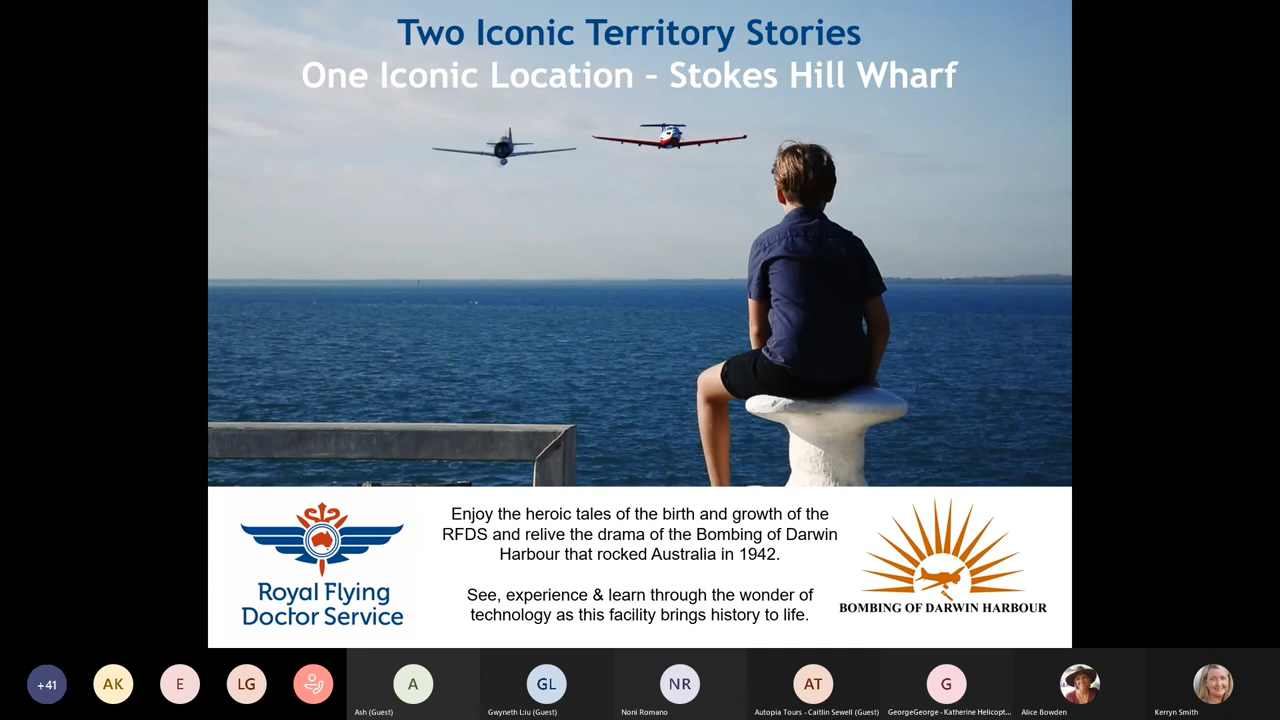 Two Iconic Territory Stories
One Iconic Location – Stokes Hill Wharf
Enjoy the heroic tales of the birth and growth of the
RFDS and relive the drama of the Bombing of Darwin
Harbour that rocked Australia in 1942.
See, experience & learn through the wonder of
technology as this facility brings history to life.
Royal Flying
Doctor Service
BOMBING OF DARWIN HARBOUR
+41
AK
E
LG
A
GL
NR
AT
G
Ash (Guest)
Gwyneth L:iu (Guest)
Noni Romano
Autopia Tours - Caitlin Sewell (Guest)
GeorgeGeorge - Katherine Helicopt...
Alice Bowden
Kerryn Smith